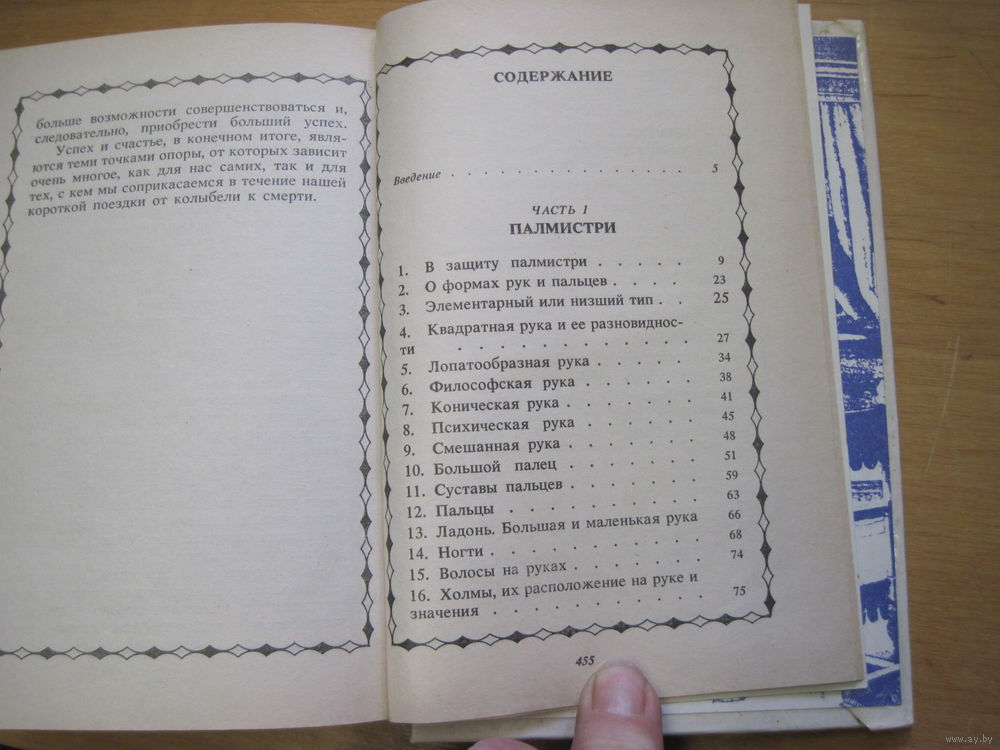 больше возможности совершенствоваться и,
следовательно, приобрести больший успех.
Успех и счастье, в конечном итоге, явля-
ются теми точками опоры, от которых зависит
очень многое, как для нас самих, так и для
тех, с кем мы соприкасаемся в течение нашей
короткой поездки от колыбели к смерти.
СОДЕРЖАНИЕ
Введение . . . . . . . . . . . . . . . 5
ЧАСТЬ I
ПАЛМИСТРИ
1. В защиту палмистри . . . . . 9
2. О формах рук и пальцев . . . . 23
3. Элементарный или низший тип . . 25
4. Квадратная рука и ее разновиднос-
ти . . . . . . . . . . . . 27
5. Лопатообразная рука . . . . . 34
6. Философская рука . . . . . . 38
7. Коническая рука . . . . . . . 41
8. Психическая рука . . . . . . 45
9. Смешанная рука . . . . . . . 48
10. Большой палец . . . . . . . 51
11. Суставы пальцев . . . . . . . 59
12. Пальцы . . . . . . . . . 63
13. Ладонь. Большая и маленькая рука 66
14. Ногти . . . . . . . . . . 68
15. Волосы на руках . . . . . . . 74
16. Холмы, их расположение на руке и
значения . . . . . . . . . . 75
455
www.ay.by